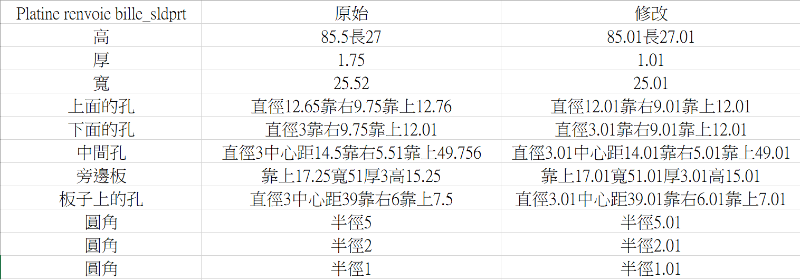 Platine renvoie bille_sldprt 原始 修改
高 85.5長27 85.01長27.01
厚 1.75 1.01
寬 25.52 25.01
上面的孔 直徑12.65靠右9.75靠上12.76 直徑12.01靠右9.01靠上12.01
下面的孔 直徑3靠右9.75靠上12.01 直徑3.01靠右9.01靠上12.01
中間孔 直徑3中心距14.5靠右5.51靠上49.756 直徑3.01中心距14.01靠右5.01靠上49.01
旁邊板 靠上17.25寬51厚3高15.25 靠上17.01寬51.01厚3.01高15.01
板子上的孔 直徑3中心距39靠右6靠上7.5 直徑3.01中心距39.01靠右6.01靠上7.01
圓角 半徑5 半徑5.01
圓角 半徑2 半徑2.01
圓角 半徑1 半徑1.01